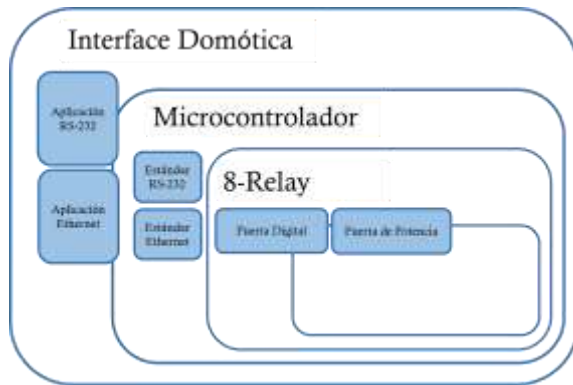 Interface Domótica
Aplicación
RS-232
Microcontrolador
Estándar
RS-232
8-Relay
Aplicación
Ethernet
Estándar
Ethernet
Puerta Digital
Puerta de Potencia